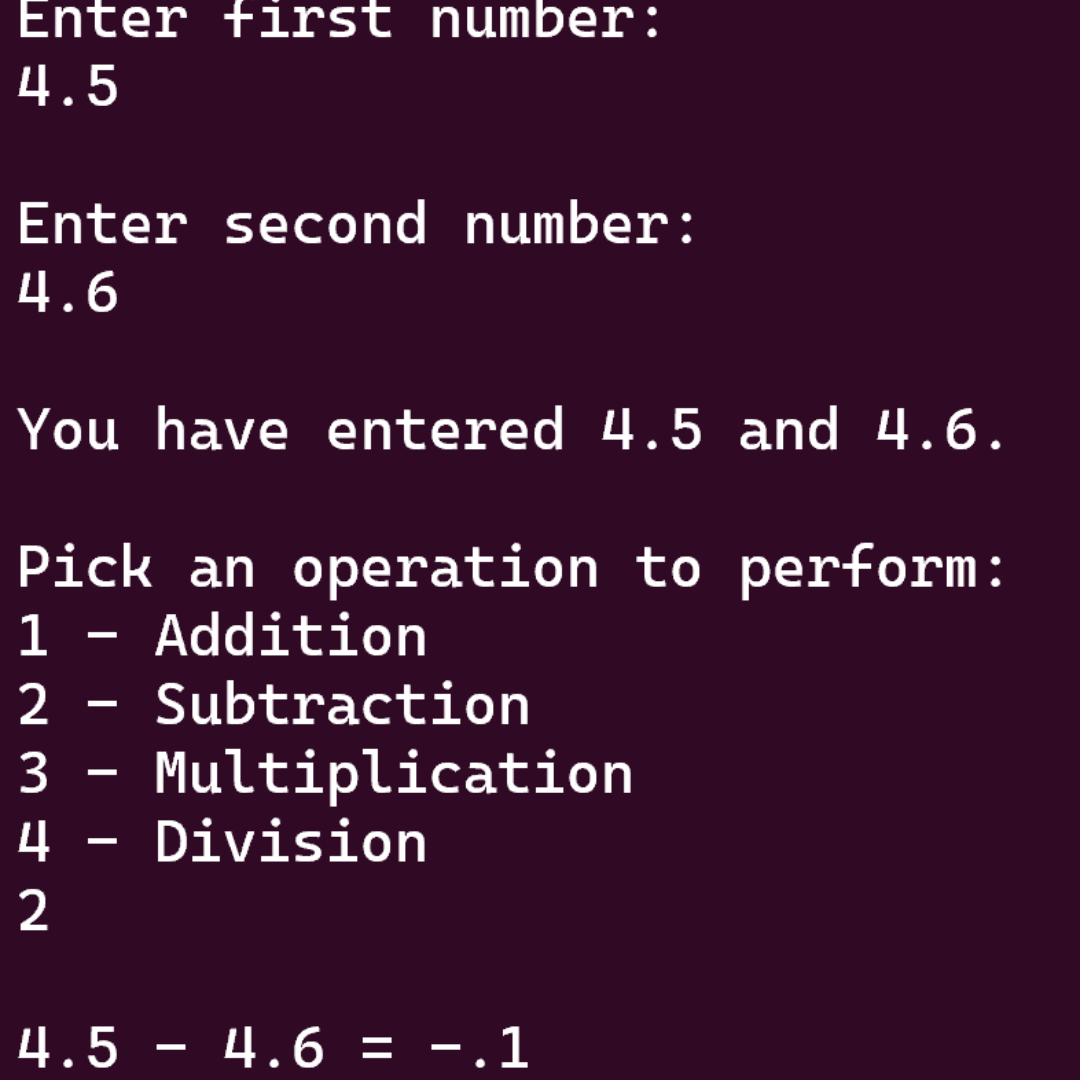 Enter first number:
4.5
Enter second number:
4.6
You have entered 4.5 and 4.6.
Pick an operation to perform:
1 - Addition
2 - Subtraction
3 - Multiplication
4 - Division
2
4.5 - 4.6 = -.1